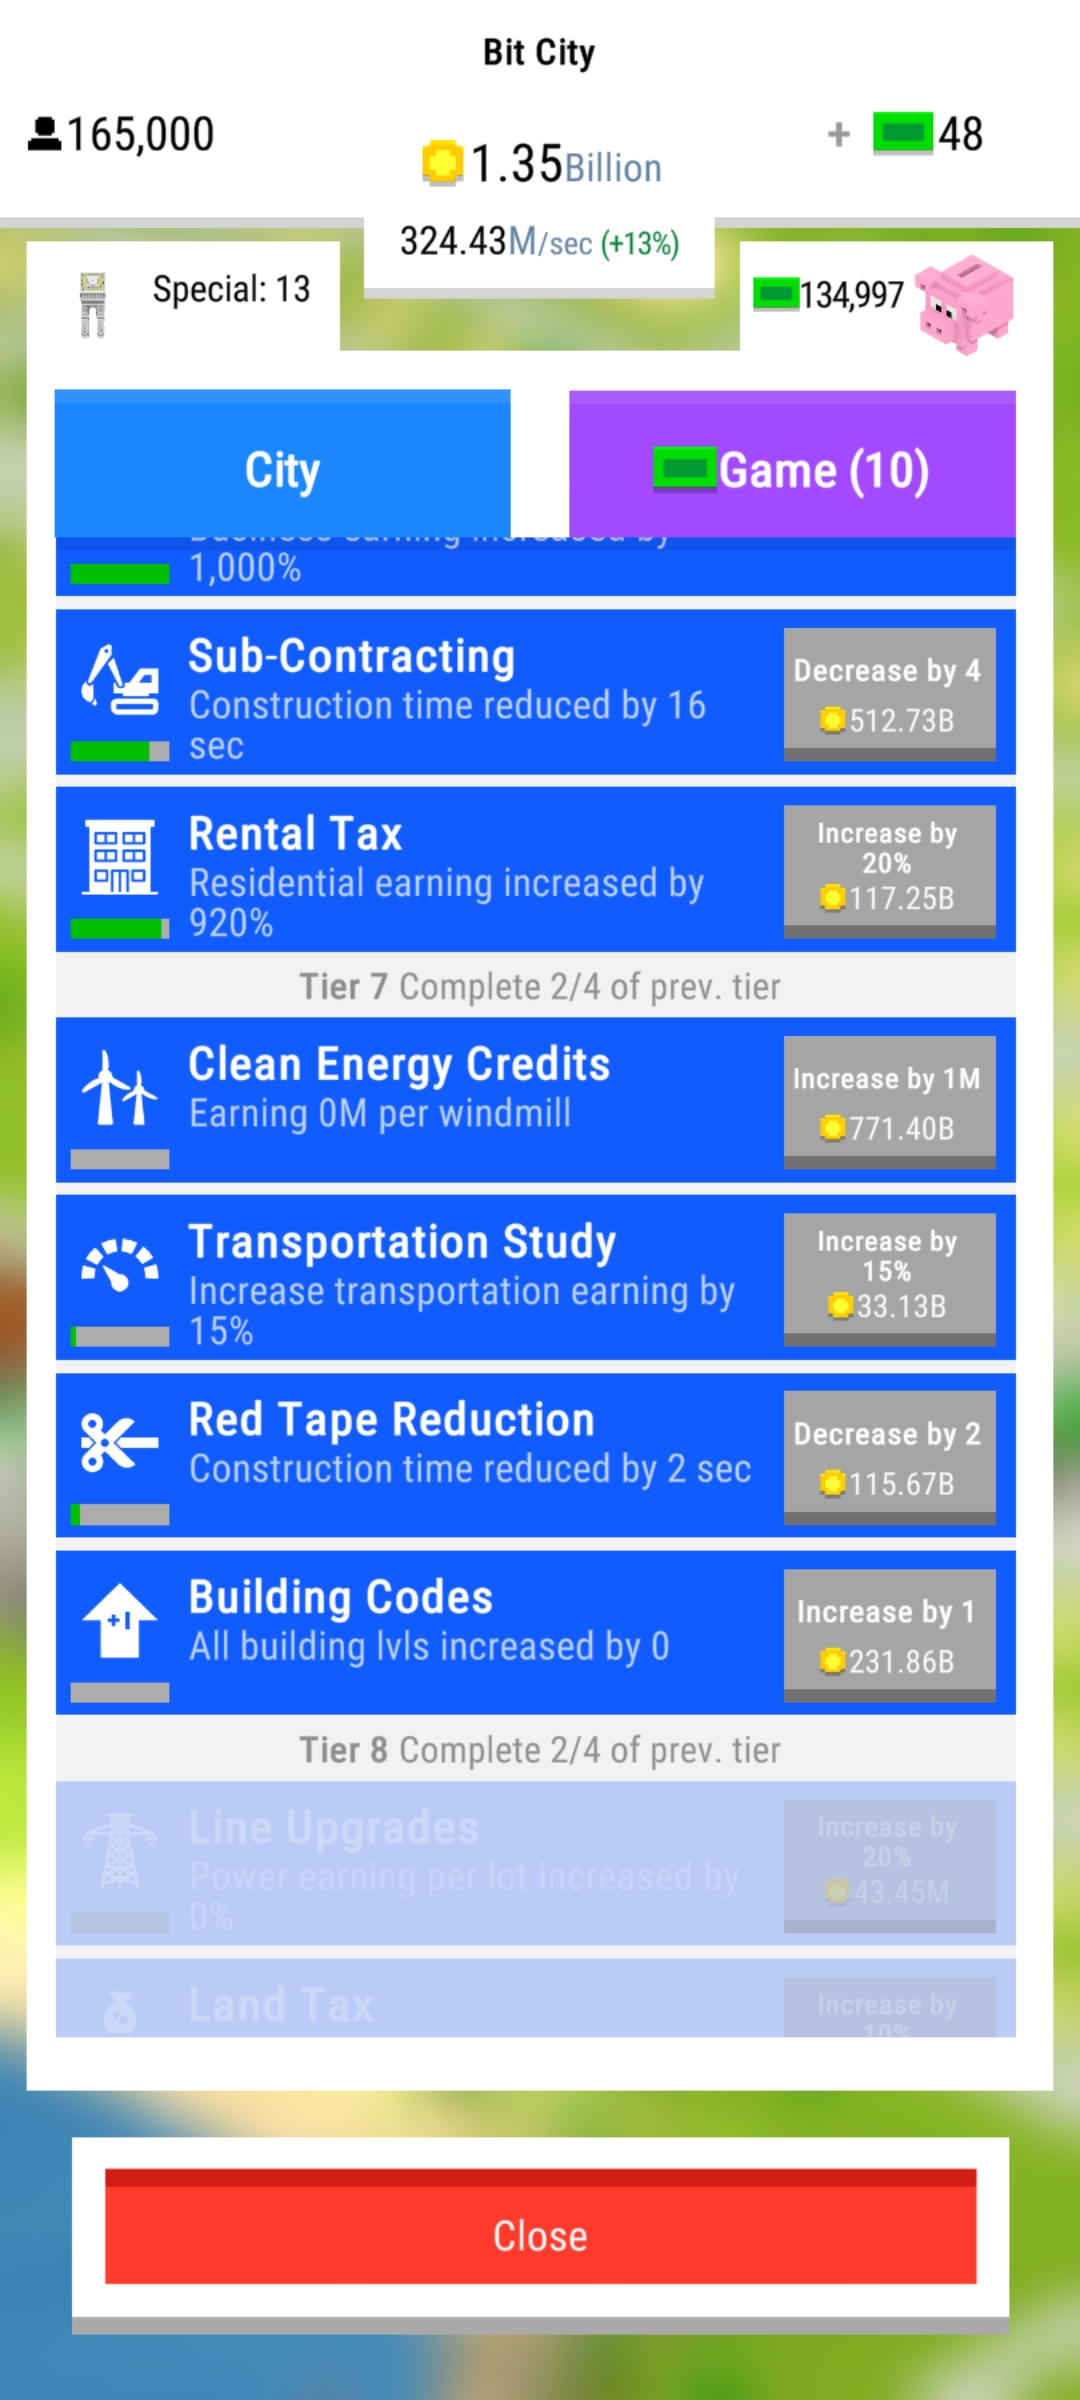 Bit City
165,000
1.35Billion
+ 48
324.43M/sec (+13%)
Special: 13
134,997
City
Game (10)
Business earning increased by
1,000%
Sub-Contracting
Construction time reduced by 16
sec
Decrease by 4
512.73B
Rental Tax
Residential earning increased by
920%
Increase by
20%
117.25B
Tier 7 Complete 2/4 of prev. tier
Clean Energy Credits
Earning 0M per windmill
Increase by 1M
771.40B
Transportation Study
Increase transportation earning by
15%
Increase by
15%
33.13B
Red Tape Reduction
Construction time reduced by 2 sec
Decrease by 2
115.67B
Building Codes
All building lvls increased by 0
+1
Increase by 1
231.86B
Tier 8 Complete 2/4 of prev. tier
Line Upgrades
Power earning per lot increased by
0%
Increase by
20%
43.45M
Land Tax
Increase by
10%
Close